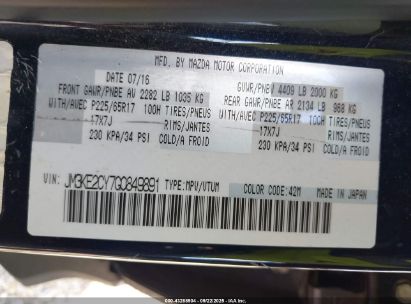 MFD. BY MAZDA MOTOR CORPORATION
DATE 07/16
GVWR/PNBV 4409 LB 2000 KG
FRONT GAWR/PNBE AV 2282 LB 1035 KG
REAR GAWR/PNBE AR 2134 LB 968 KG
WITH/AVEC P225/65R17 100H TIRES/PNEUS
WITH/AVEC P225/65R17 100H TIRES/PNEUS
17X7J RIMS/JANTES
17X7J RIMS/JANTES
230 KPA/34 PSI COLD/A FROID
230 KPA/34 PSI COLD/A FROID
VIN: JM3KE2CY7G0849891 TYPE:MPV/VTUM COLOR CODE:42M MADE IN JAPAN